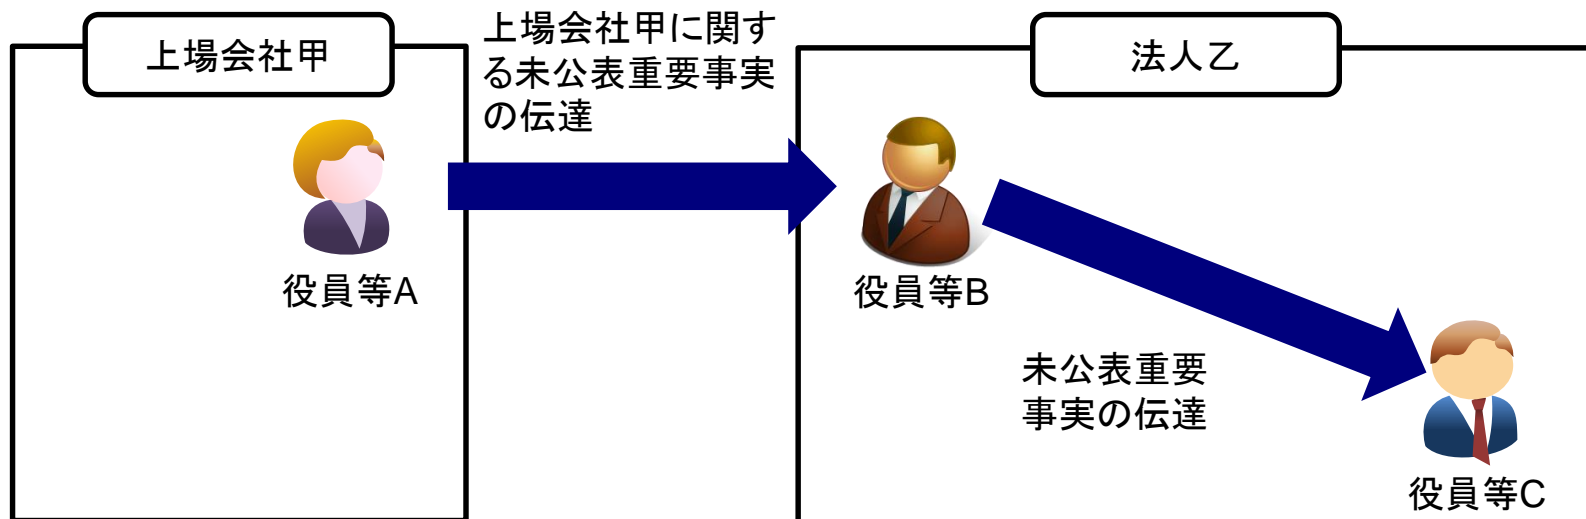 上場会社甲
上場会社甲に関す
る未公表重要事実
の伝達
法人乙
役員等A
役員等B
未公表重要
事実の伝達
役員等C